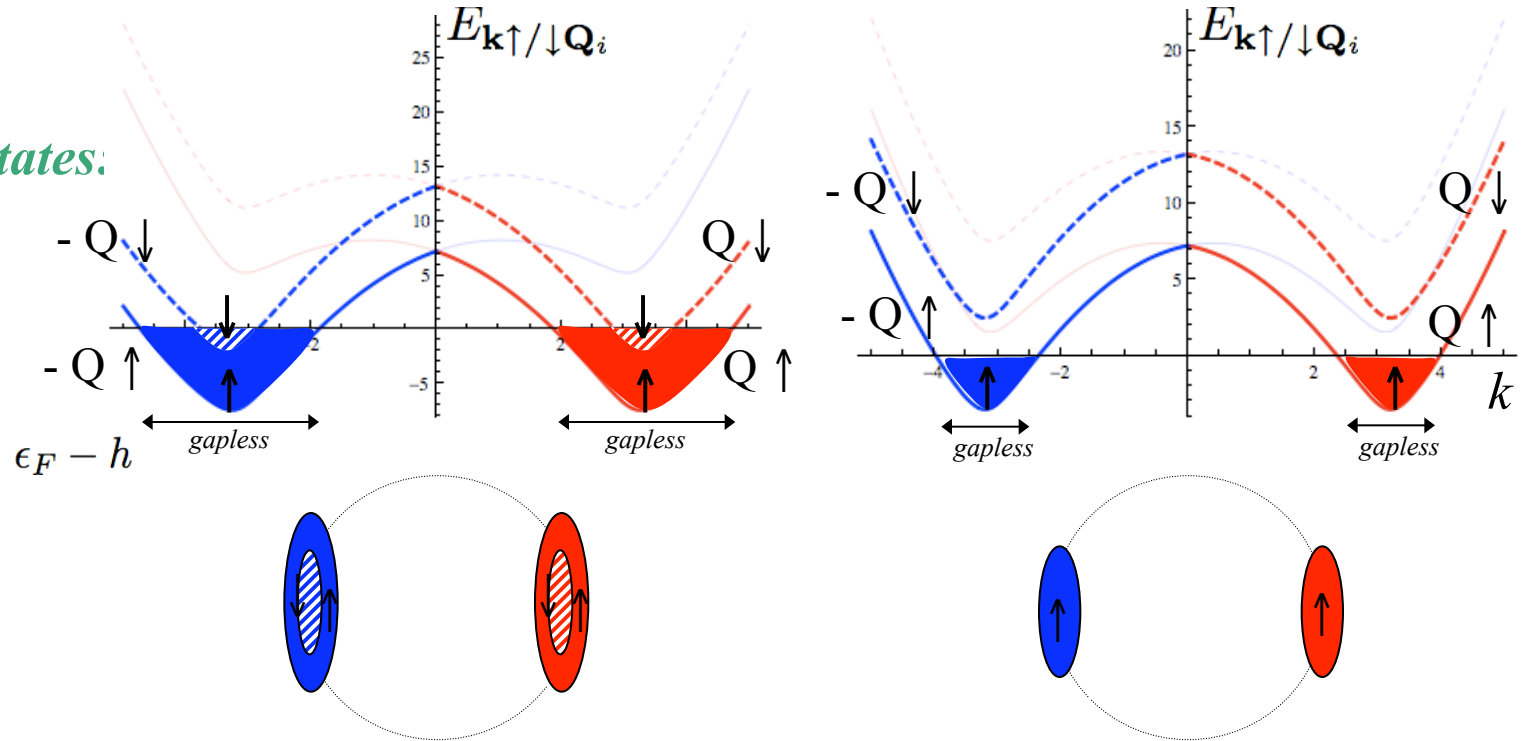 E_{k↑/↓Q_i}
25
20
15
10
5
-5
2
2
tates:
- Q ↓
Q ↓
- Q ↑
Q ↑
gapless
gapless
ϵ_F − h
E_{k↑/↓Q_i}
20
15
10
5
-4
-2
2
4
- Q ↓
Q ↓
- Q ↑
Q ↑
k
gapless
gapless